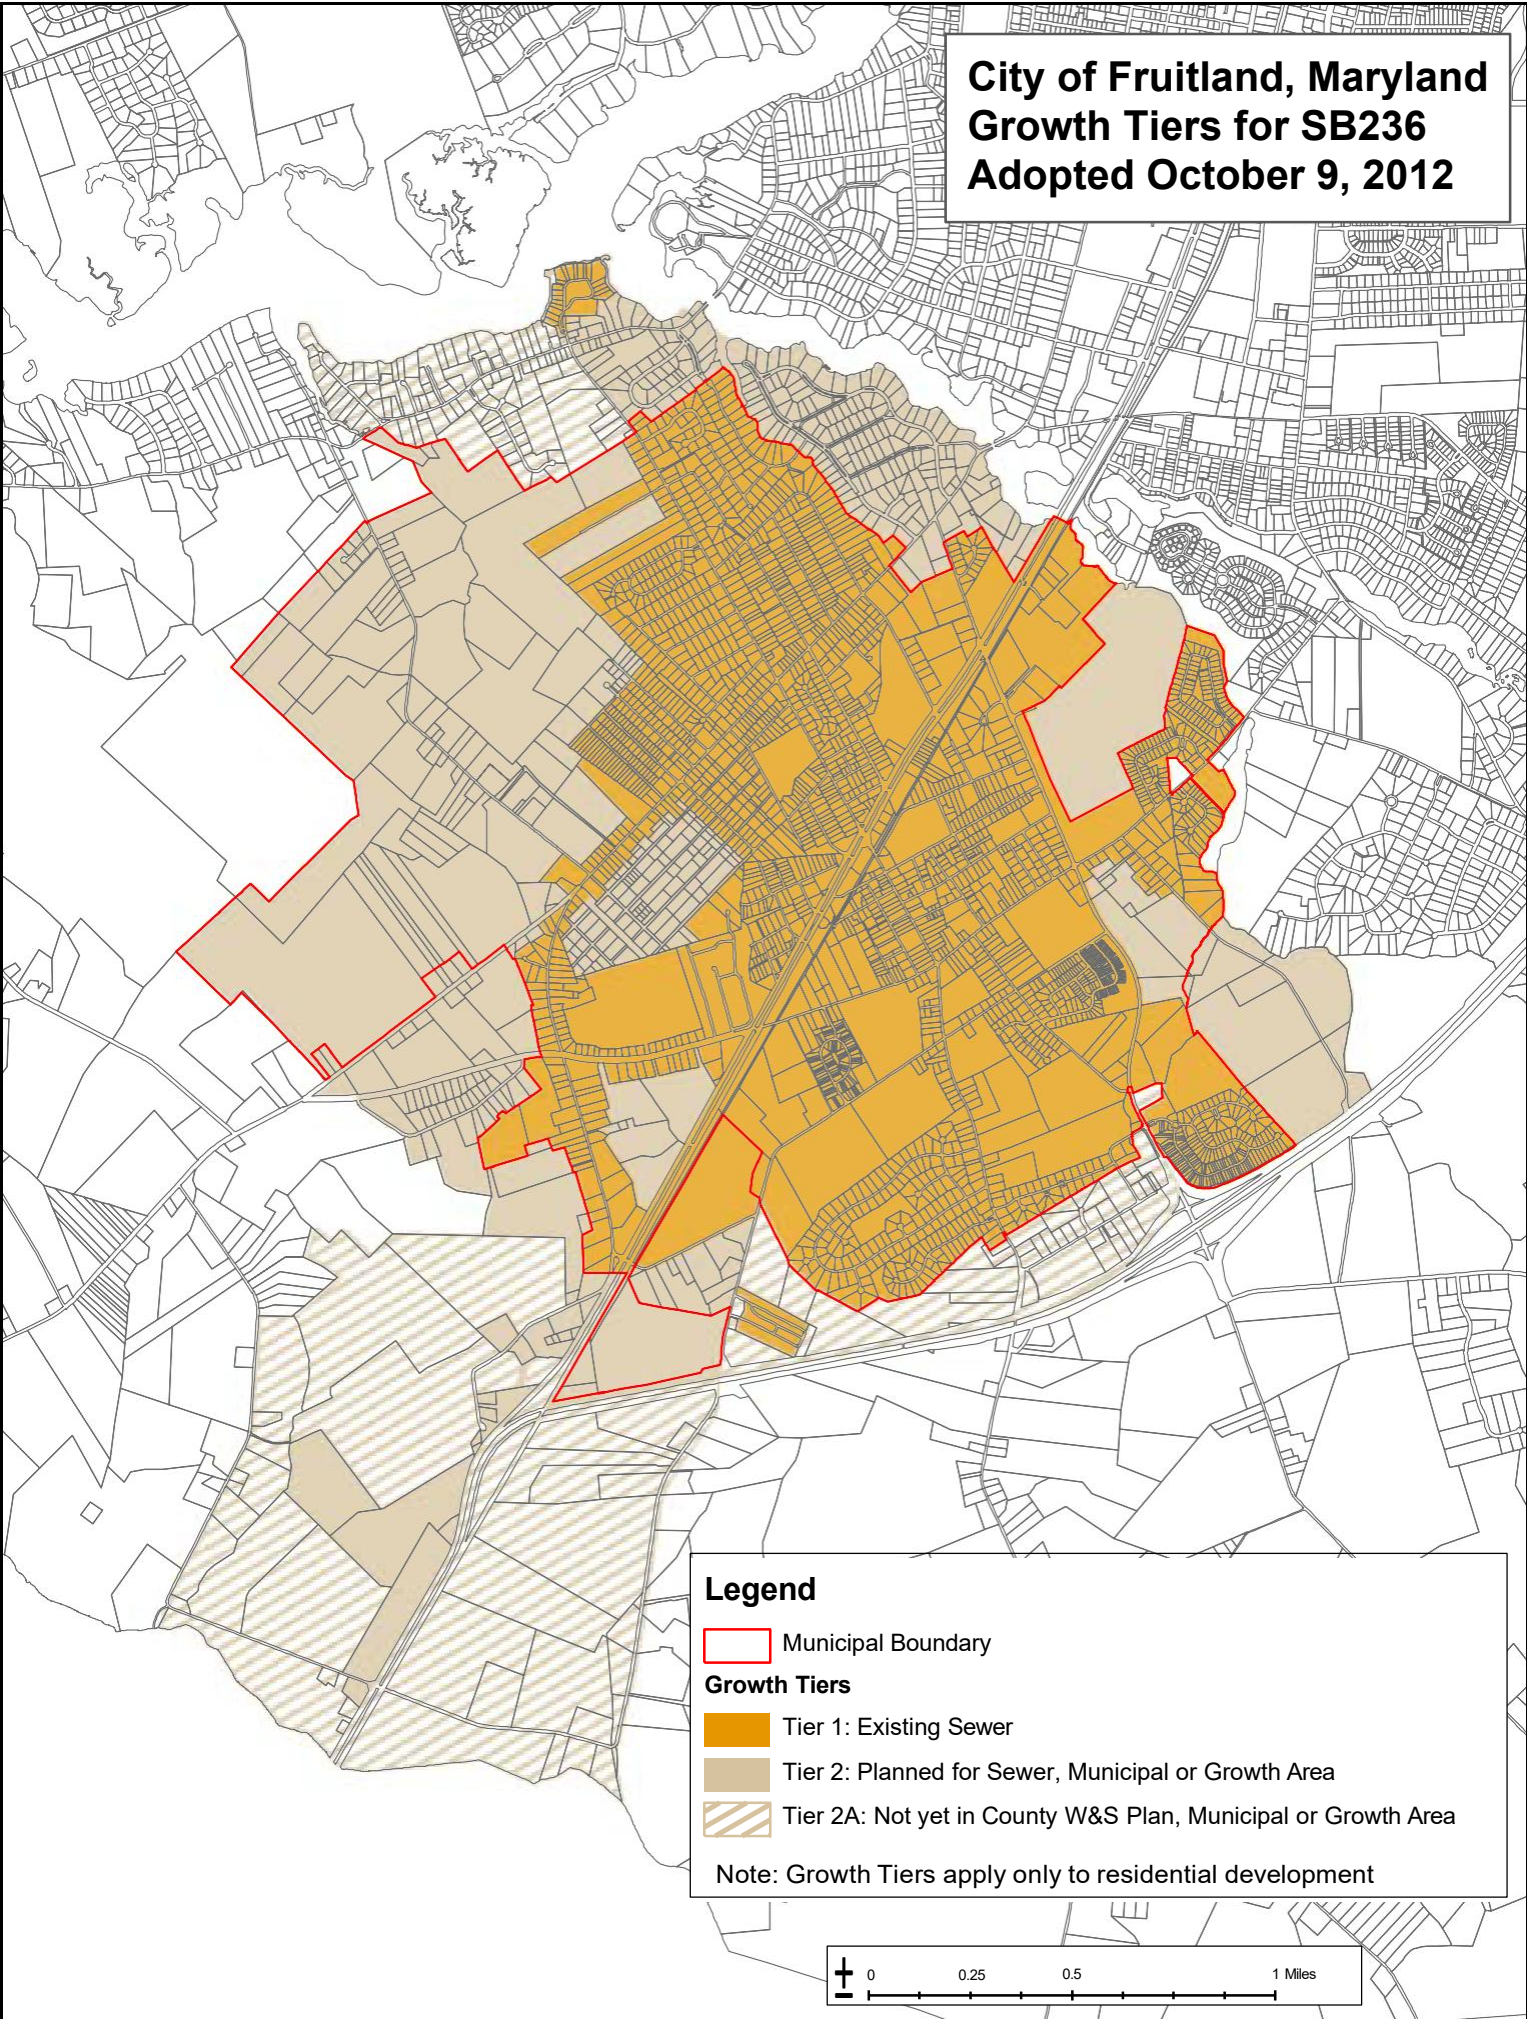 City of Fruitland, Maryland
Growth Tiers for SB236
Adopted October 9, 2012
Legend
Municipal Boundary
Growth Tiers
Tier 1: Existing Sewer
Tier 2: Planned for Sewer, Municipal or Growth Area
Tier 2A: Not yet in County W&S Plan, Municipal or Growth Area
Note: Growth Tiers apply only to residential development
0 0.25 0.5 1 Miles